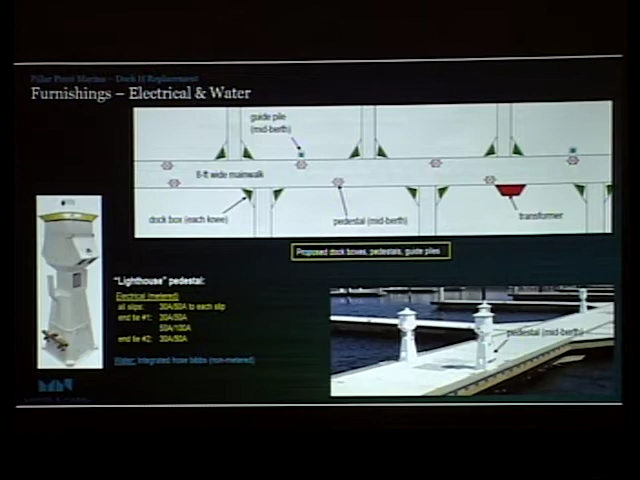 Pillar Point Marina – Dock H Replacement
Furnishings – Electrical & Water
guide pile
(mid-berth)
8-ft wide mainwalk
dock box (each knee)
pedestal (mid-berth)
transformer
Proposed dock boxes, pedestals, guide piles
"Lighthouse" pedestal:
Electrical (metered)
all slips: 30A/50A to each slip
end tie #1: 30A/50A
50A/100A
end tie #2: 30A/50A
Water: Integrated hose bibbs (non-metered)
pedestal (mid-berth)